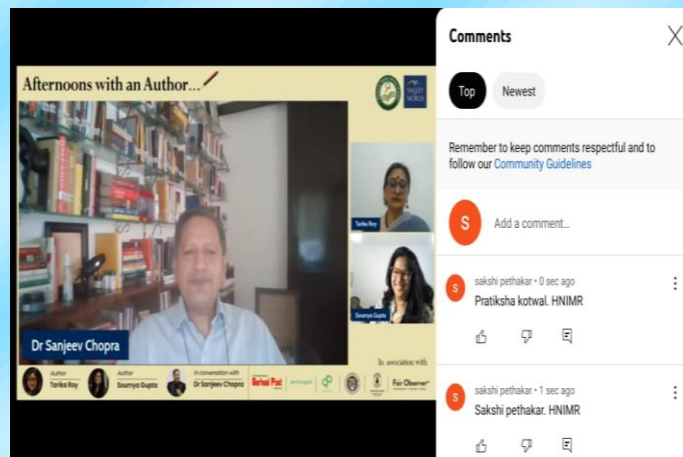 Afternoons with an Author...
VALLEY
WORDS
Tarika Roy
Soumya Gupta
Dr Sanjeev Chopra
In association with
Author
Tarika Roy
Author
Soumya Gupta
In conversation with
Dr Sanjeev Chopra
Fair Observer
Comments
Top
Newest
Remember to keep comments respectful and to
follow our Community Guidelines
S
Add a comment...
S
sakshi pethakar • 0 sec ago
Pratiksha kotwal. HNIMR
S
sakshi pethakar • 1 sec ago
Sakshi pethakar. HNIMR